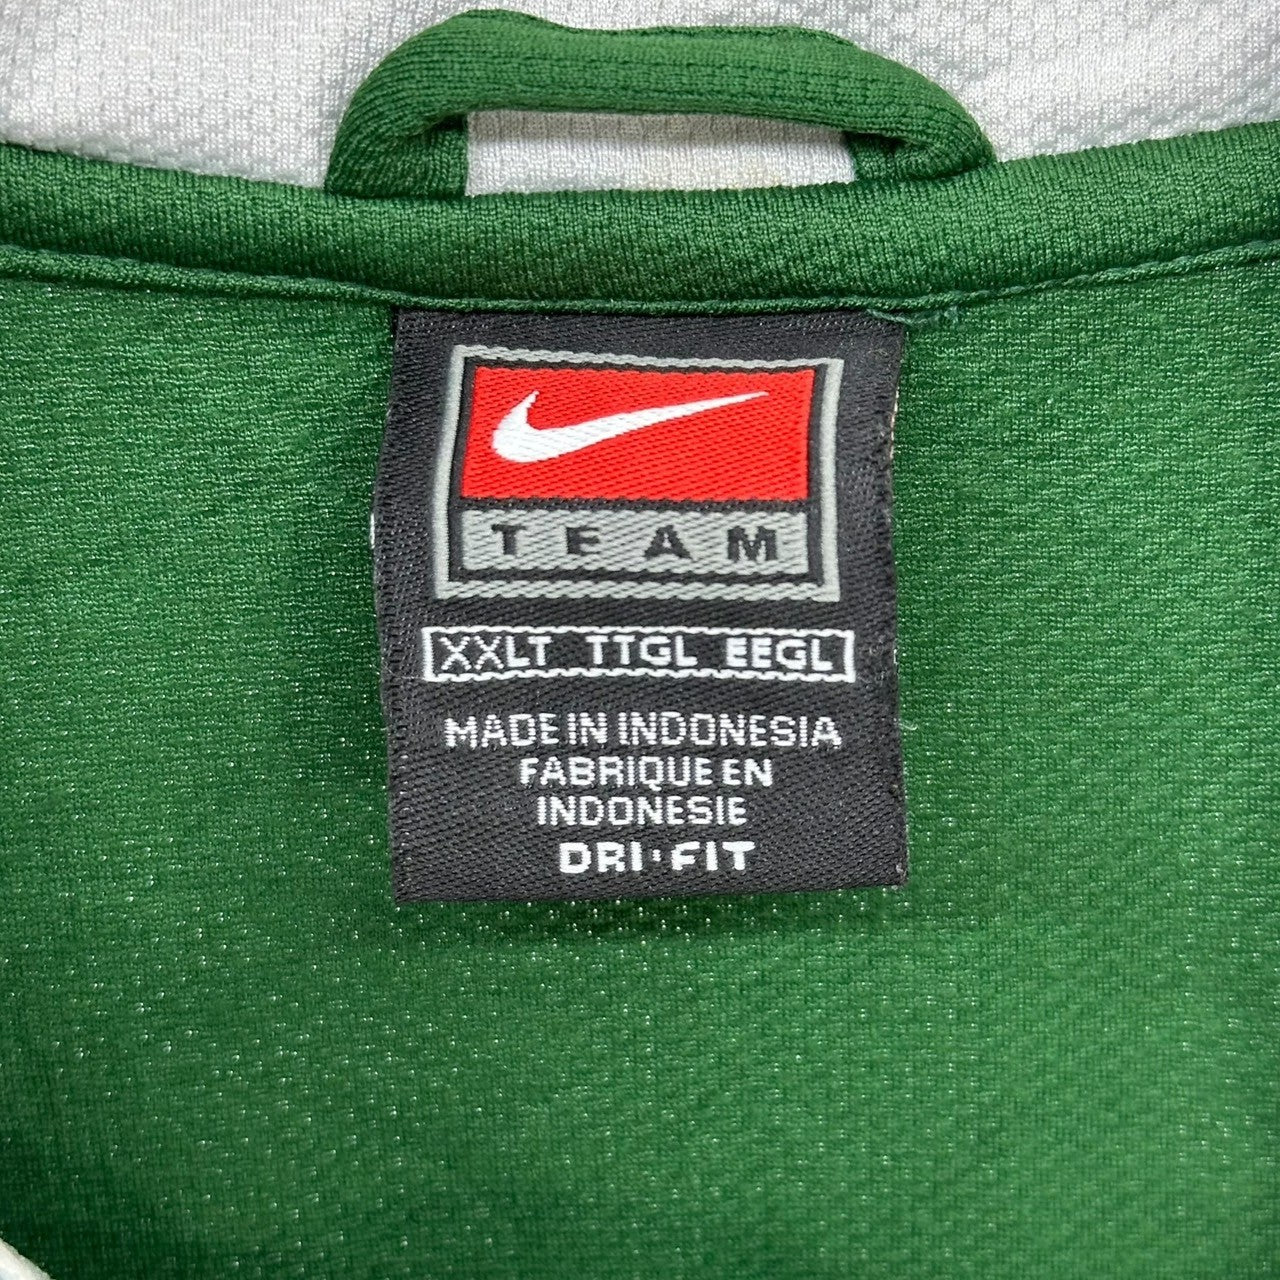 TEAM
XXLT TTGL EEGL
MADE IN INDONESIA
FABRIQUE EN
INDONESIE
DRI·FIT